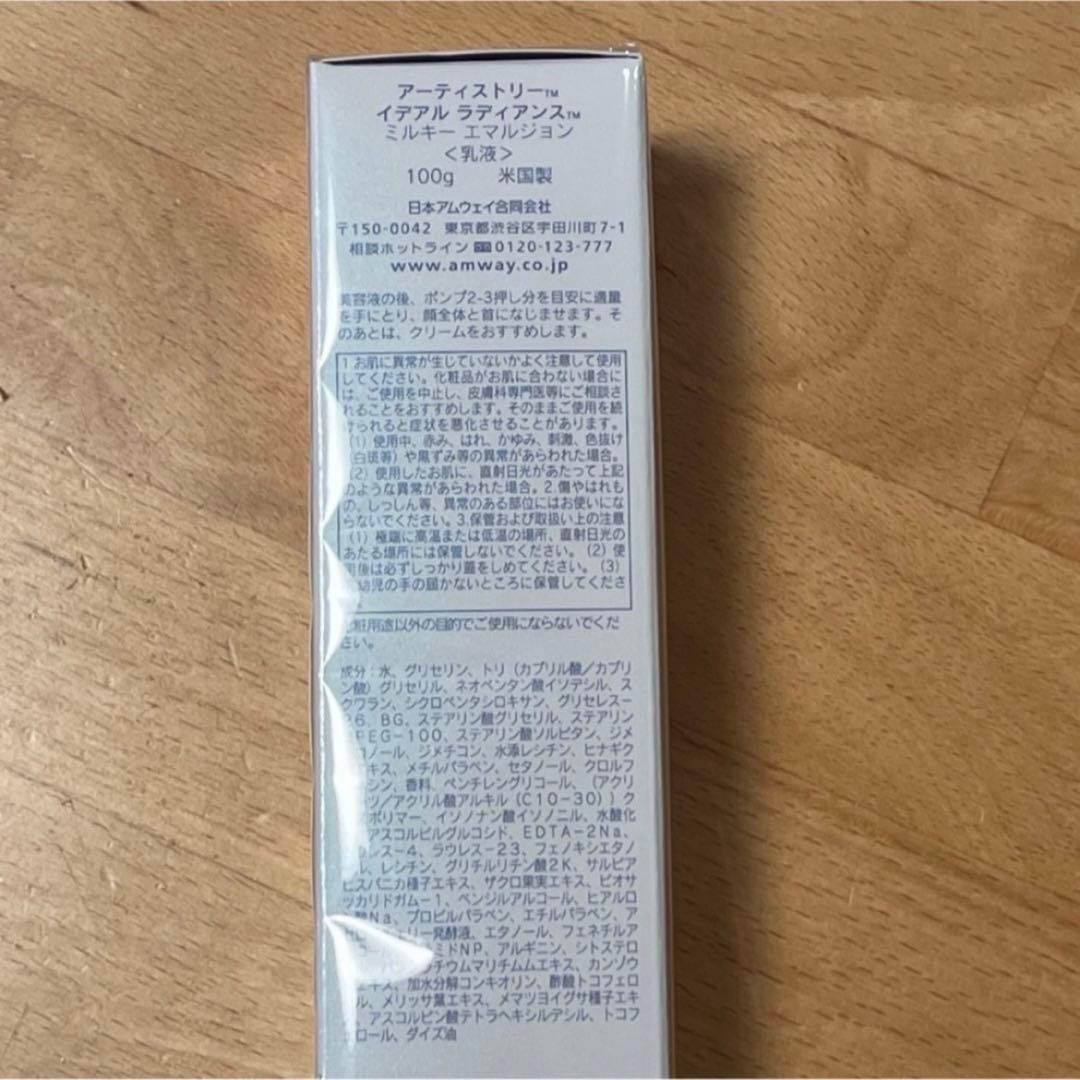 アーティストリー™
イデアル ラディアンス™
ミルキー エマルジョン
＜乳液＞
100g　米国製
日本アムウェイ合同会社
〒150-0042 東京都渋谷区宇田川町7-1
相談ホットライン 0120-123-777
www.amway.co.jp
美容液の後、ポンプ2-3押し分を目安に適量
を手にとり、顔全体と首になじませます。そ
のあとは、クリームをおすすめします。
1.お肌に異常が生じていないかよく注意して使用
してください。化粧品がお肌に合わない場合に
は、ご使用を中止し、皮膚科専門医等にご相談さ
れることをおすすめします。そのままご使用を続
けられると症状を悪化させることがあります。
（1）使用中、赤み、はれ、かゆみ、刺激、色抜け
（白斑等）や黒ずみ等の異常があらわれた場合。
（2）使用したお肌に、直射日光があたって上記
のような異常があらわれた場合。2.傷やはれも
の、しっしん等、異常のある部位にはお使いにな
らないでください。3.保管および取扱い上の注意
（1）極端に高温または低温の場所、直射日光の
あたる場所には保管しないでください。（2）使
用後は必ずしっかり蓋をしめてください。（3）
幼児の手の届かないところに保管してくださ
化粧用途以外の目的でご使用にならないでくだ
さい。
成分：水、グリセリン、トリ（カプリル酸／カプリ
ン酸）グリセリル、ネオペンタン酸イソデシル、ス
クワラン、シクロペンタシロキサン、グリセレス-
26、BG、ステアリン酸グリセリル、ステアリン
PEG-100、ステアリン酸ソルビタン、ジメ
コノール、ジメチコン、水添レシチン、ヒナギク
エキス、メチルパラベン、セタノール、クロルフ
シン、香料、ペンチレングリコール、（アクリ
ツ／アクリル酸アルキル（C10-30））ク
ポリマー、イソノナン酸イソノニル、水酸化
アスコルビルグルコシド、EDTA-2Na、
ラウレス-4、ラウレス-23、フェノキシエタノ
ル、レシチン、グリチルリチン酸2K、サルビア
ヒスパニカ種子エキス、ザクロ果実エキス、ビオサ
ッカリドガム-1、ベンジルアルコール、ヒアルロ
酸Na、プロピルパラベン、エチルパラベン、ア
ェリー発酵液、エタノール、フェネチルア
ミドNP、アルギニン、シトステロ
クリチウムマリチムムエキス、カンゾウ
エキス、加水分解コンキオリン、酢酸トコフェロ
ル、メリッサ葉エキス、メマツヨイグサ種子エキ
、アスコルビン酸テトラヘキシルデシル、トコフ
ェロール、ダイズ油